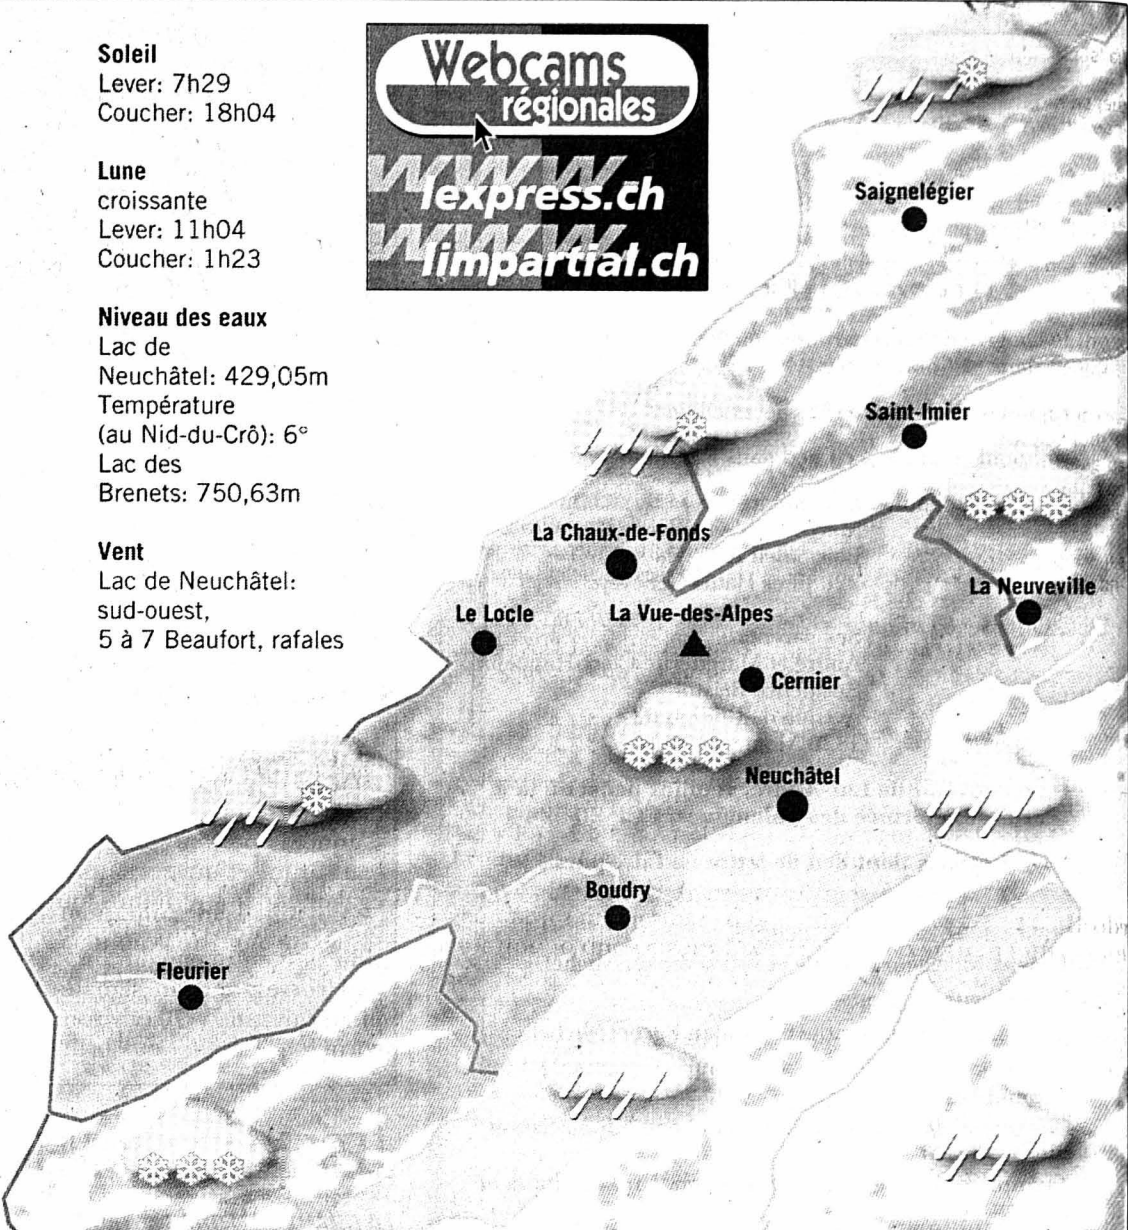 Soleil
Lever: 7h29
Coucher: 18h04
Lune
croissante
Lever: 11h04
Coucher: 1h23
Niveau des eaux
Lac de
Neuchâtel: 429,05m
Température
(au Nid-du-Crô): 6°
Lac des
Brenets: 750,63m
Vent
Lac de Neuchâtel:
sud-ouest,
5 à 7 Beaufort, rafales
Webcams
régionales
www.
lexpress.ch
www.
limpartial.ch
Saignelégier
Saint-Imier
La Chaux-de-Fonds
La Neuveville
Le Locle
La Vue-des-Alpes
Cernier
Neuchâtel
Boudry
Fleurier